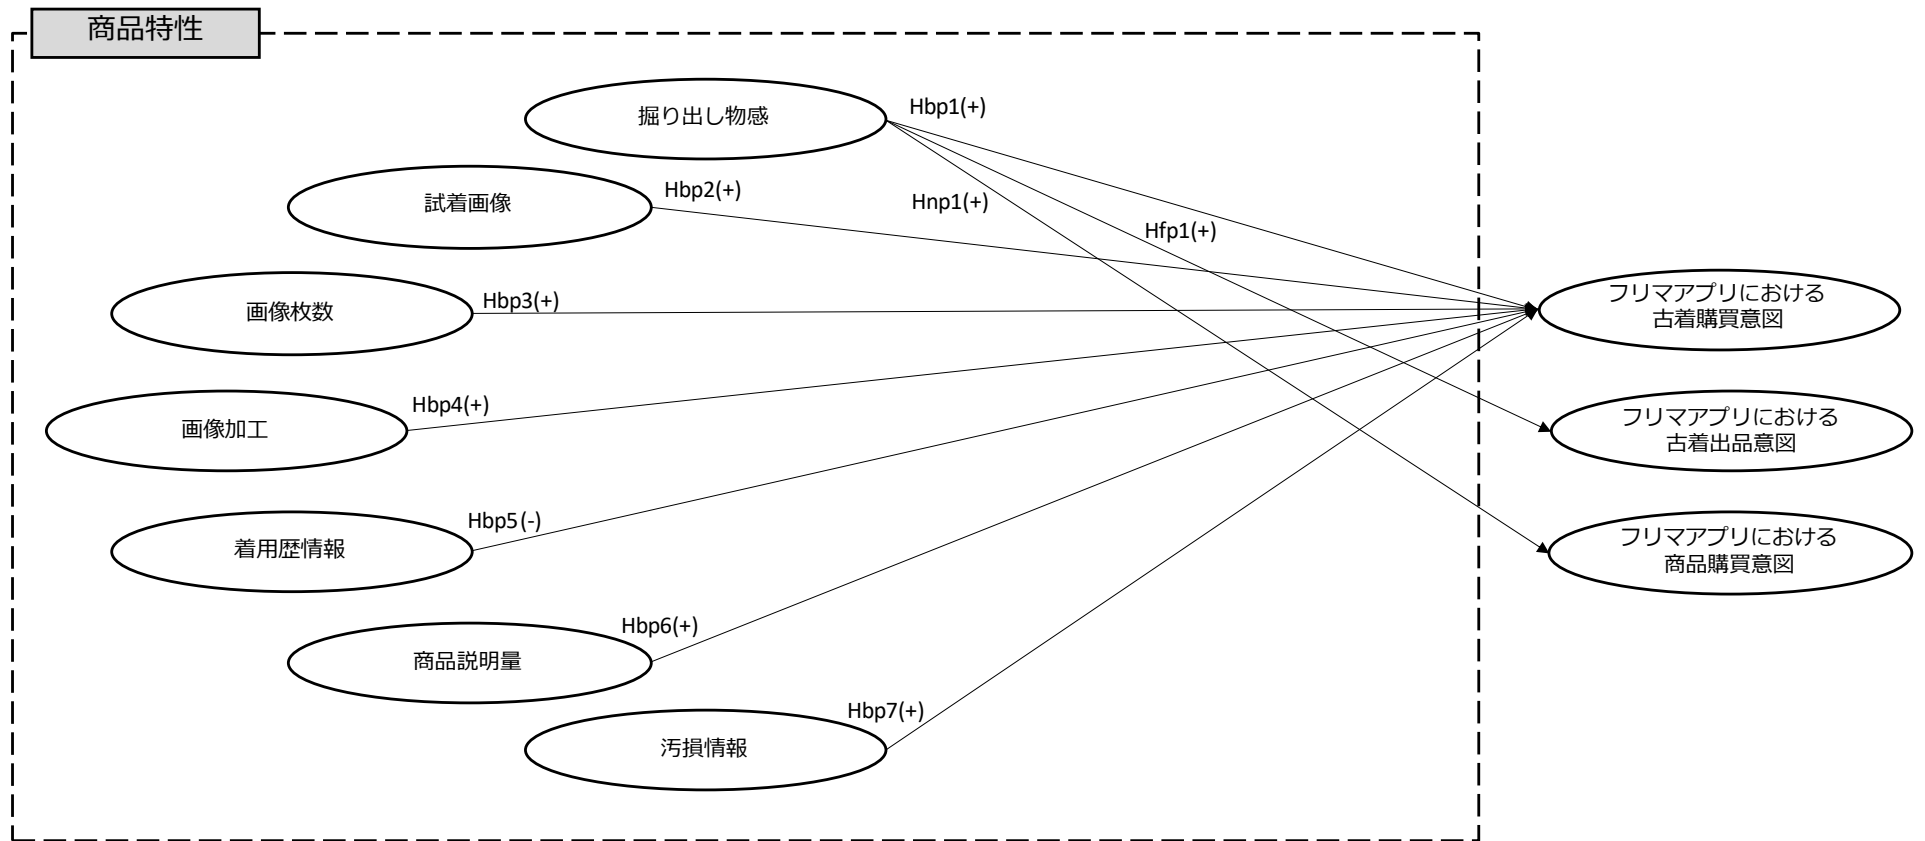 商品特性
掘り出し物感
Hbp1(+)
試着画像
Hbp2(+)
Hnp1(+)
Hfp1(+)
画像枚数
Hbp3(+)
フリマアプリにおける
古着購買意図
画像加工
Hbp4(+)
フリマアプリにおける
古着出品意図
着用歴情報
Hbp5(-)
フリマアプリにおける
商品購買意図
商品説明量
Hbp6(+)
汚損情報
Hbp7(+)